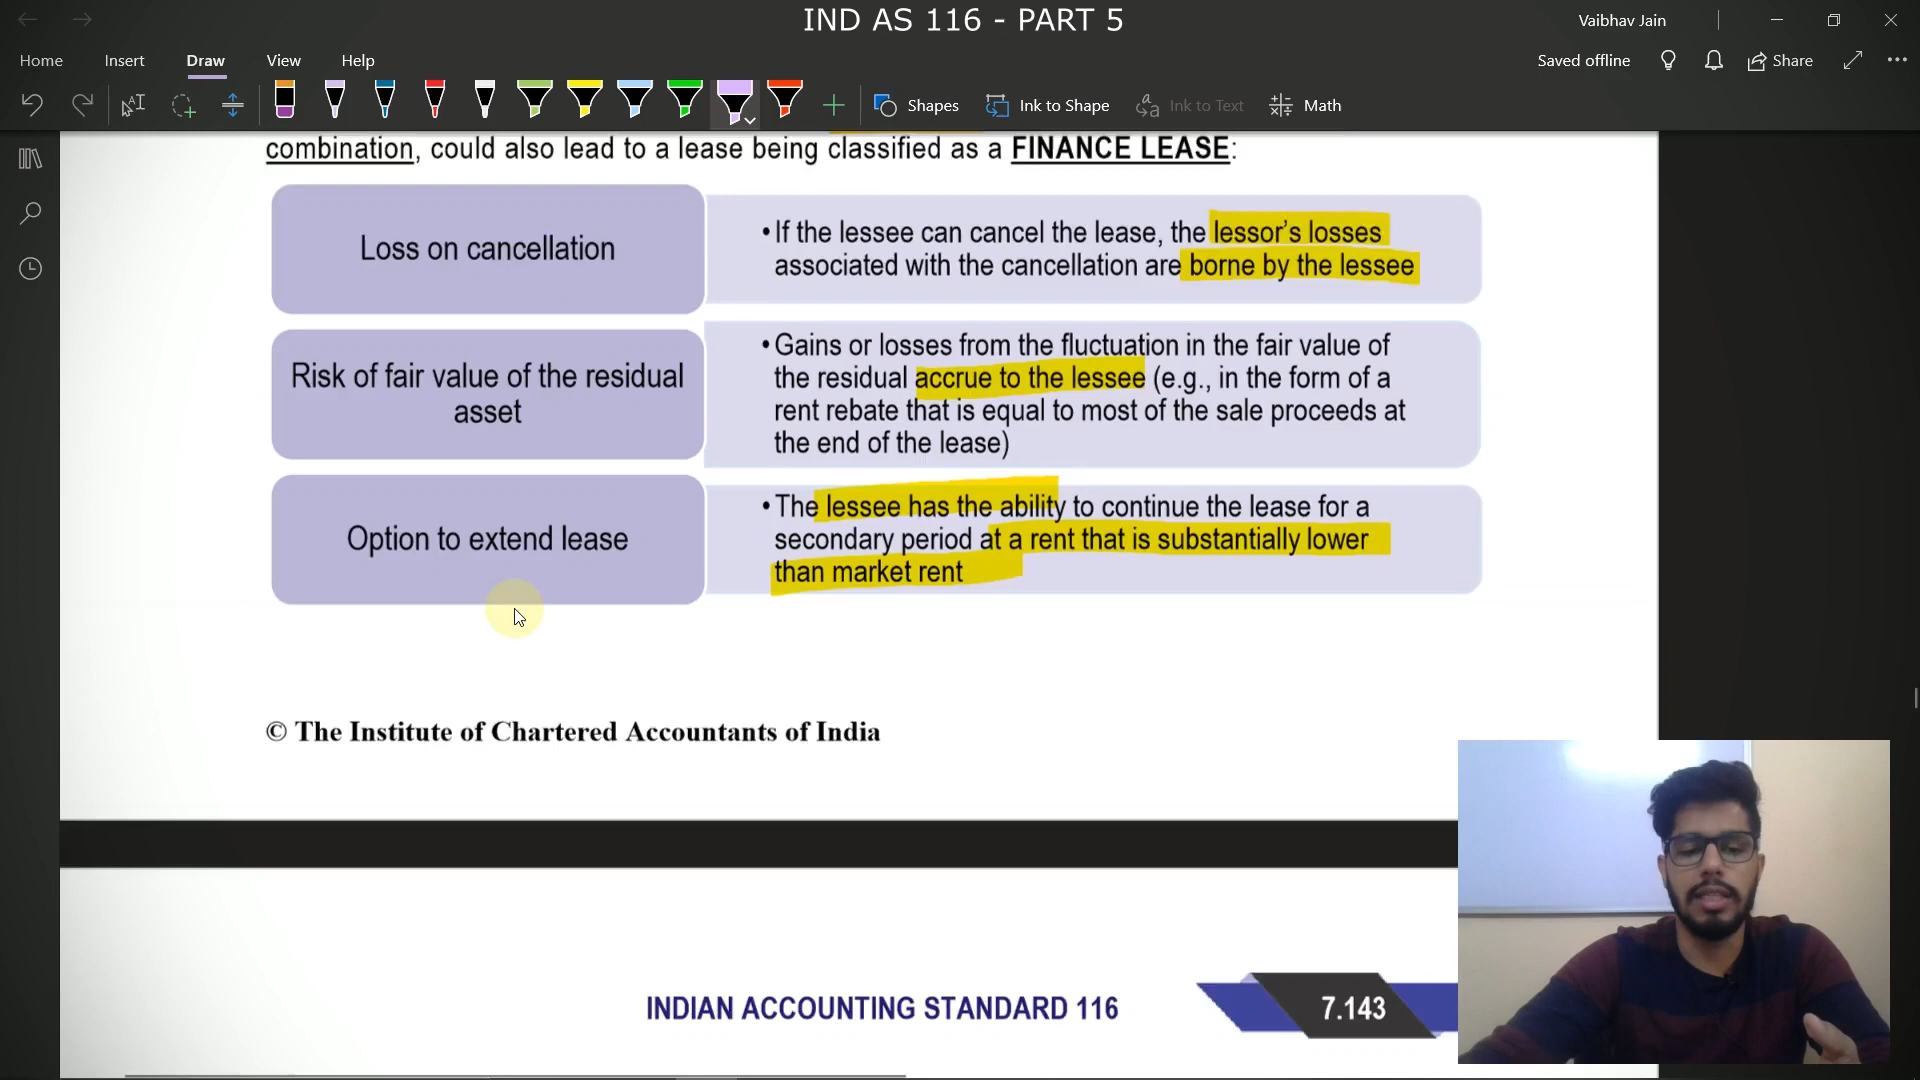 IND AS 116 - PART 5
Vaibhav Jain
Home Insert Draw View Help
Saved offline Share
Shapes Ink to Shape Ink to Text Math
combination, could also lead to a lease being classified as a FINANCE LEASE:
Loss on cancellation
•If the lessee can cancel the lease, the lessor's losses
associated with the cancellation are borne by the lessee
Risk of fair value of the residual
asset
•Gains or losses from the fluctuation in the fair value of
the residual accrue to the lessee (e.g., in the form of a
rent rebate that is equal to most of the sale proceeds at
the end of the lease)
Option to extend lease
•The lessee has the ability to continue the lease for a
secondary period at a rent that is substantially lower
than market rent
© The Institute of Chartered Accountants of India
INDIAN ACCOUNTING STANDARD 116
7.143